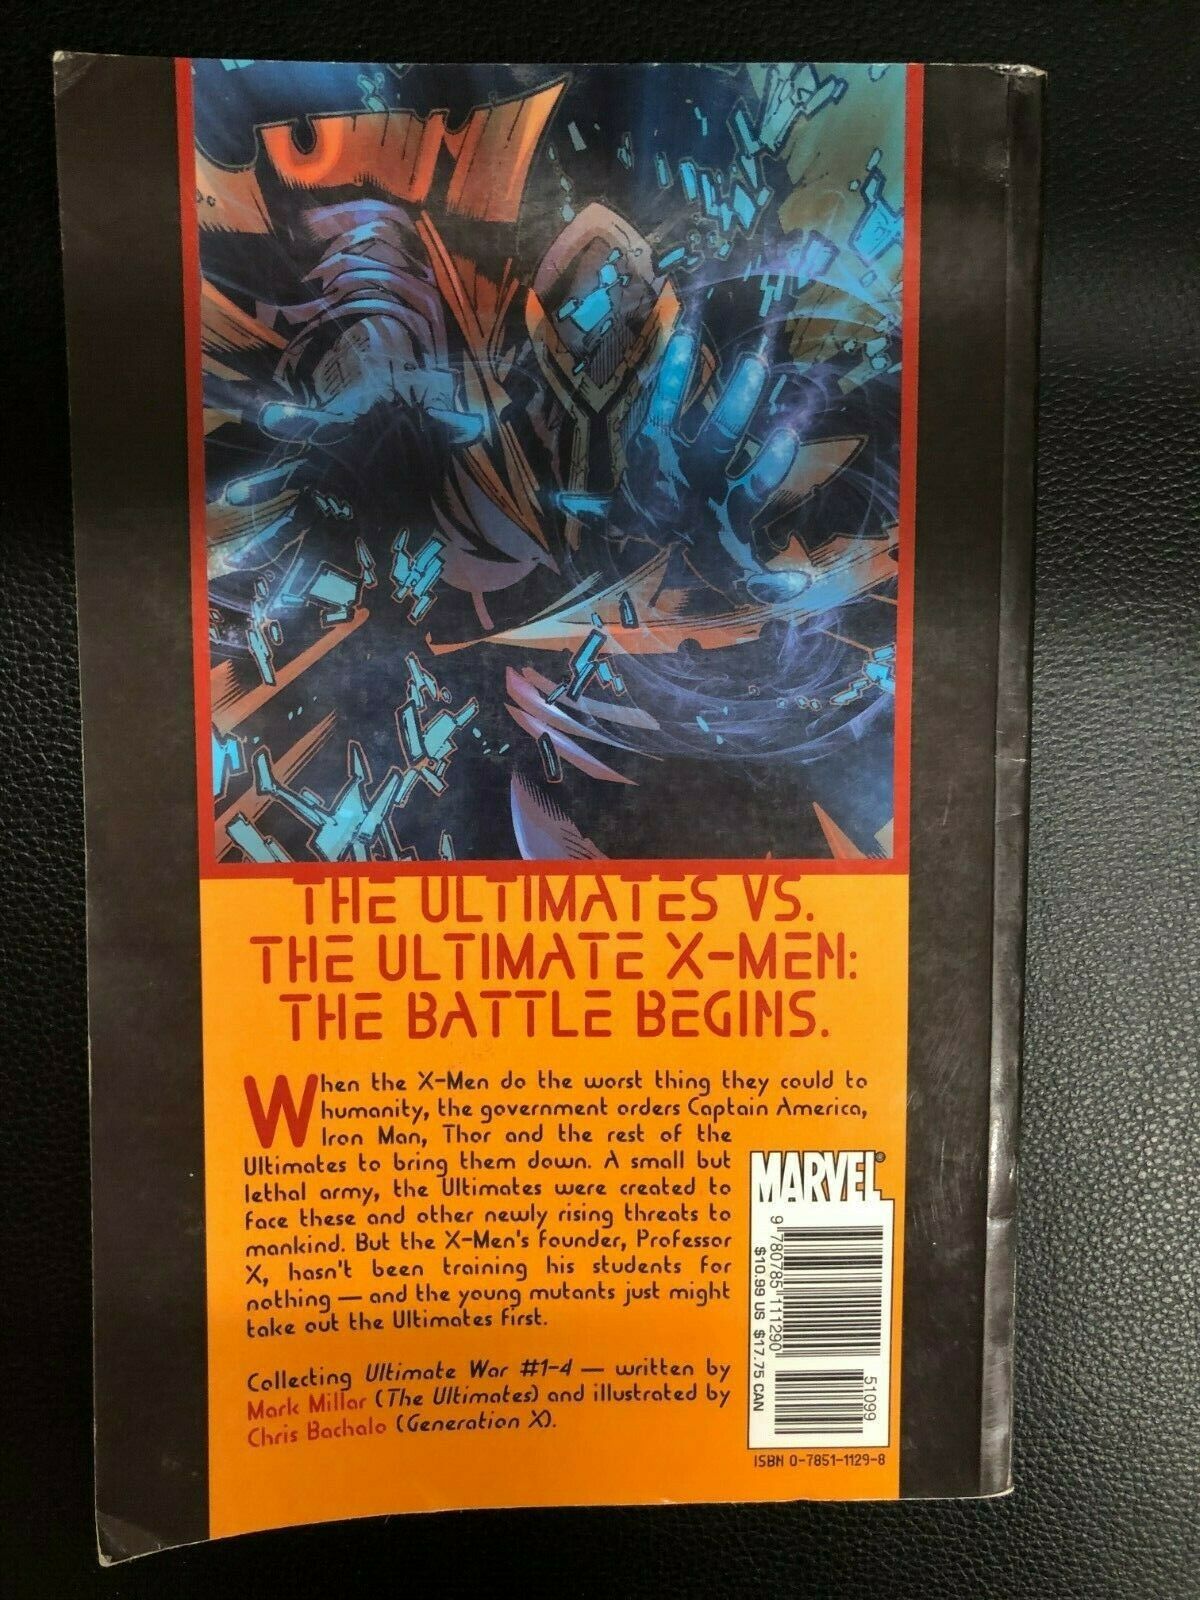 THE ULTIMATES VS.
THE ULTIMATE X-MEN:
THE BATTLE BEGINS.
When the X-Men do the worst thing they could to
humanity, the government orders Captain America,
Iron Man, Thor and the rest of the
Ultimates to bring them down. A small but
lethal army, the Ultimates were created to
face these and other newly rising threats to
mankind. But the X-Men's founder, Professor
X, hasn't been training his students for
nothing — and the young mutants just might
take out the Ultimates first.
Collecting Ultimate War #1-4 — written by
Mark Millar (The Ultimates) and illustrated by
Chris Bachalo (Generation X).
MARVEL®
9 780785 111290
51099
$10.99 US $17.75 CAN
ISBN 0-7851-1129-8